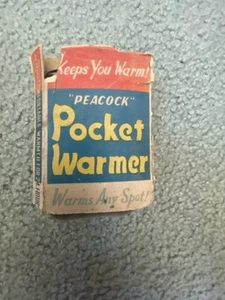 Keeps You Warm!
"PEACOCK"
Pocket
Warmer
Warms Any Spot!